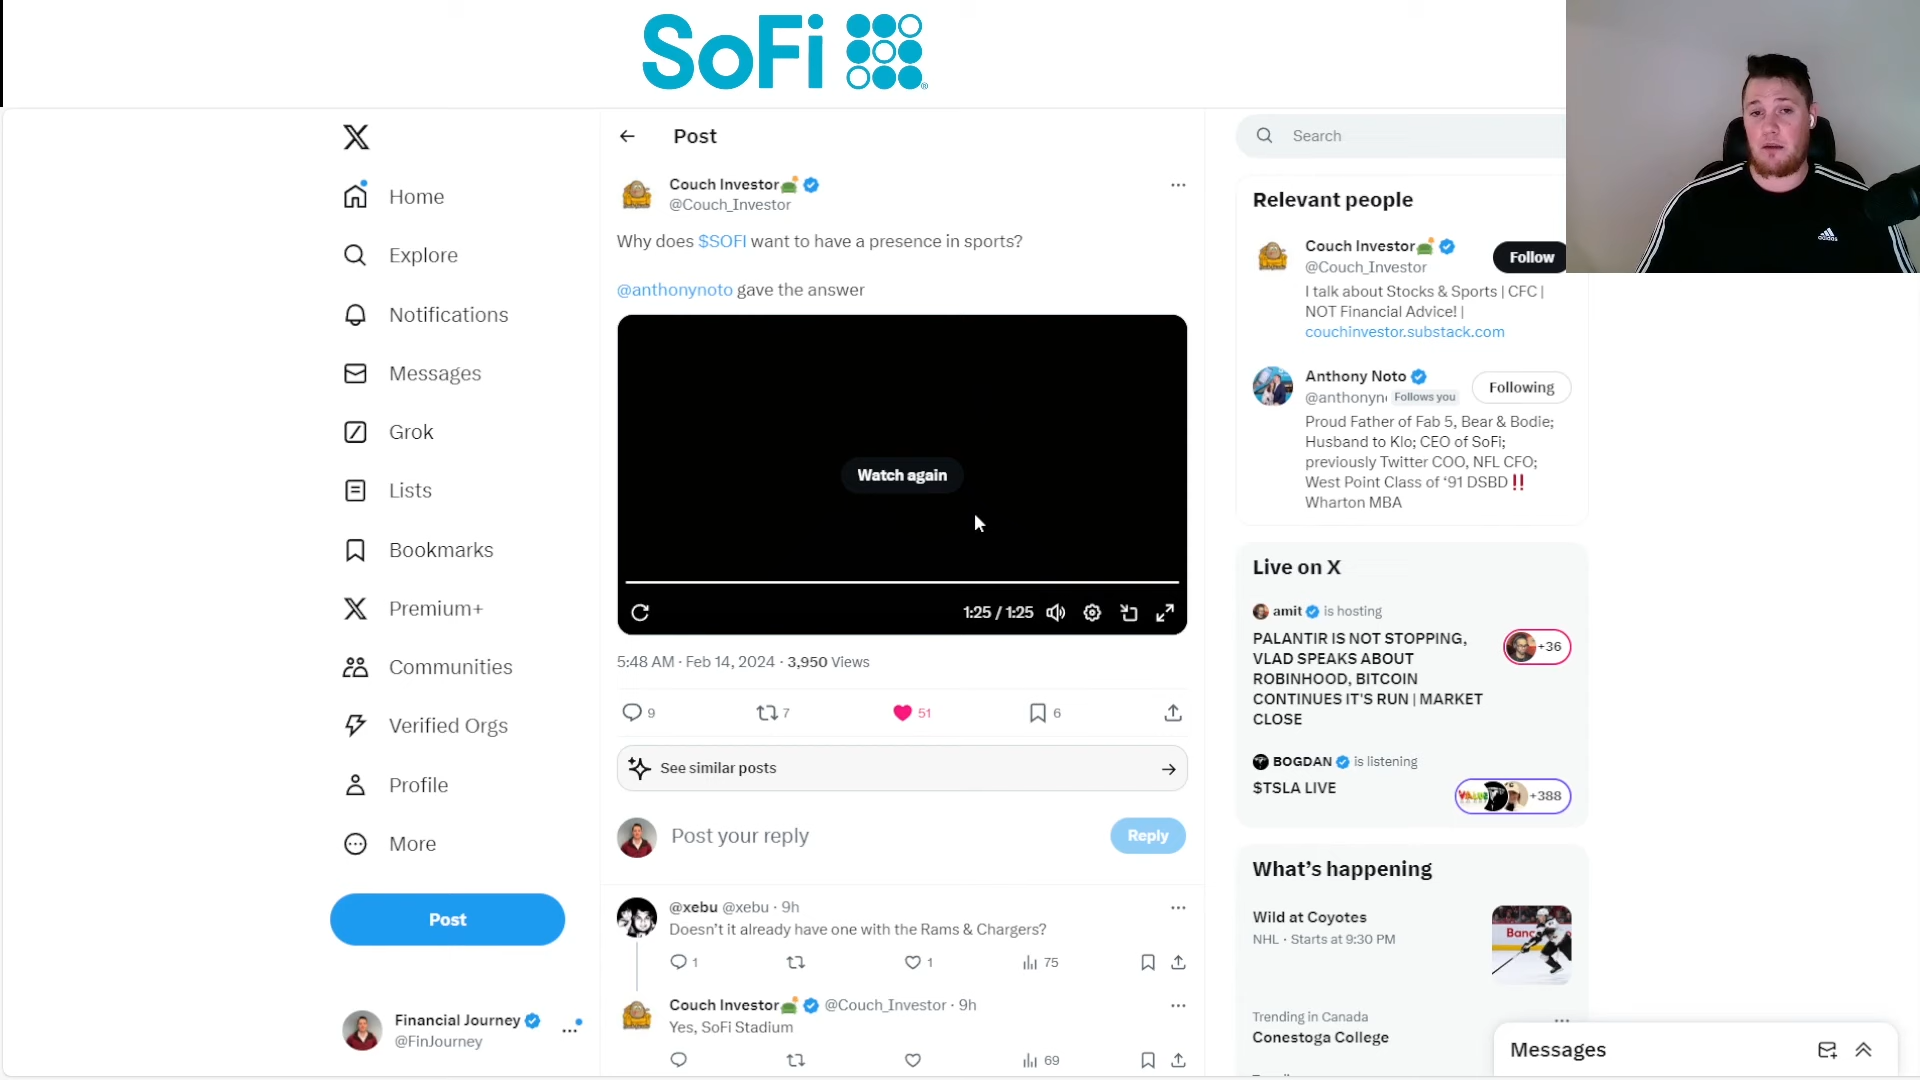 SoFi
Post
Search
Home
Explore
Notifications
Messages
Grok
Lists
Bookmarks
Premium+
Communities
Verified Orgs
Profile
More
Post
Financial Journey
@FinJourney
Couch Investor
@Couch_Investor
Why does $SOFI want to have a presence in sports?
@anthonynoto gave the answer
Watch again
1:25 / 1:25
5:48 AM · Feb 14, 2024 · 3,950 Views
9 7 51 6
See similar posts
Post your reply
Reply
@xebu @xebu · 9h
Doesn't it already have one with the Rams & Chargers?
1 1 75
Couch Investor @Couch_Investor · 9h
Yes, SoFi Stadium
69
Relevant people
Couch Investor
@Couch_Investor
Follow
I talk about Stocks & Sports | CFC |
NOT Financial Advice! |
couchinvestor.substack.com
Anthony Noto
@anthonyn Follows you
Following
Proud Father of Fab 5, Bear & Bodie;
Husband to Klo; CEO of SoFi;
previously Twitter COO, NFL CFO;
West Point Class of '91 DSBD‼️
Wharton MBA
Live on X
amit is hosting
PALANTIR IS NOT STOPPING,
VLAD SPEAKS ABOUT
ROBINHOOD, BITCOIN
CONTINUES IT'S RUN | MARKET
CLOSE
+36
BOGDAN is listening
$TSLA LIVE
+388
What's happening
Wild at Coyotes
NHL · Starts at 9:30 PM
Trending in Canada
Conestoga College
Messages
adidas